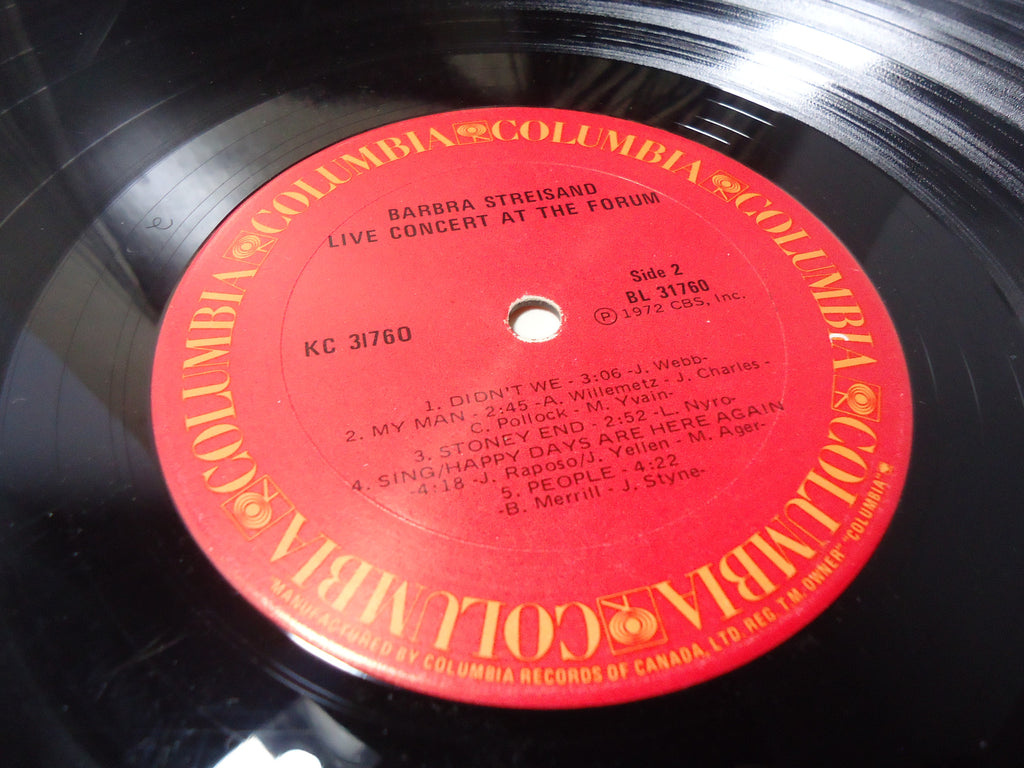 BARBRA STREISAND
LIVE CONCERT AT THE FORUM
Side 2
BL 31760
Ⓟ 1972 CBS, Inc.
KC 31760
1. DIDN'T WE - 3:06 -J. Webb-
2. MY MAN - 2:45 -A. Willemetz - J. Charles -
C. Pollock - M. Yvain-
3. STONEY END - 2:52 -L. Nyro-
4. SING/HAPPY DAYS ARE HERE AGAIN
-4:18 -J. Raposo/J. Yellen - M. Ager-
5. PEOPLE - 4:22
-B. Merrill - J. Styne-
COLUMBIA COLUMBIA COLUMBIA COLUMBIA COLUMBIA COLUMBIA COLUMBIA COLUMBIA
"MANUFACTURED BY COLUMBIA RECORDS OF CANADA, LTD. REG. T.M. OWNER" "COLUMBIA"